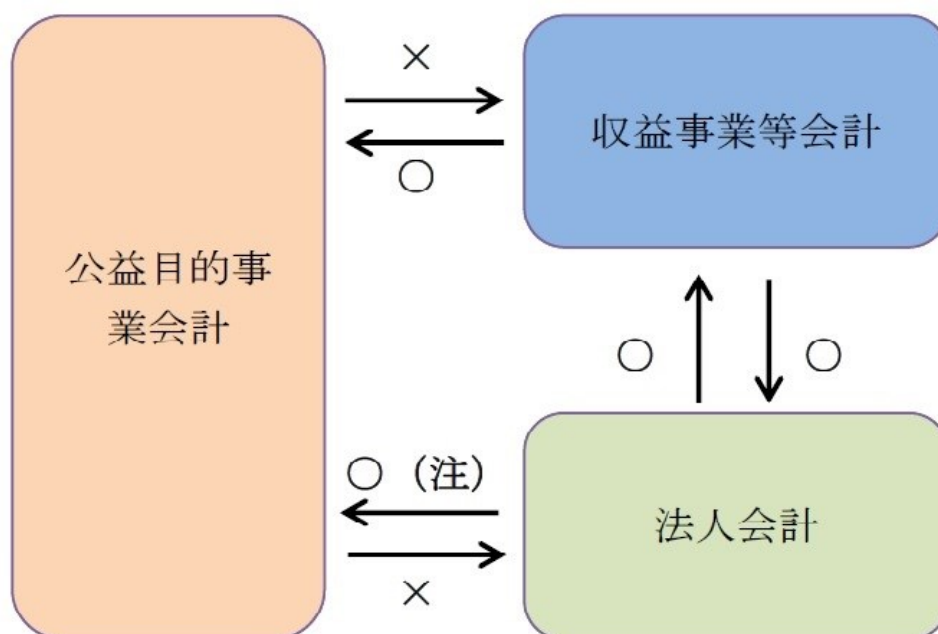 ×
収益事業等会計
○
公益目的事
業会計
○
○
○（注）
法人会計
×